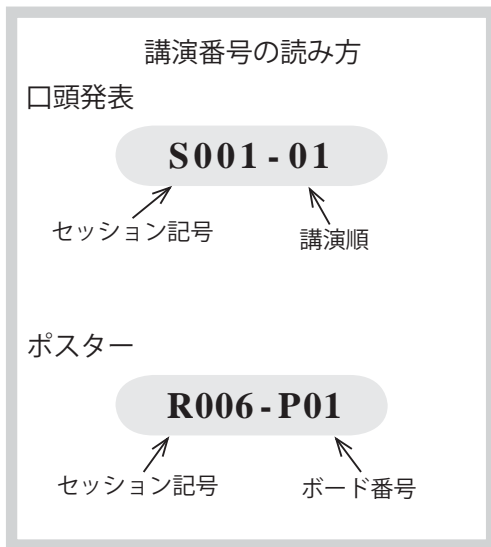 講演番号の読み方
口頭発表
S001 - 01
セッション記号
講演順
ポスター
R006 - P01
セッション記号
ボード番号